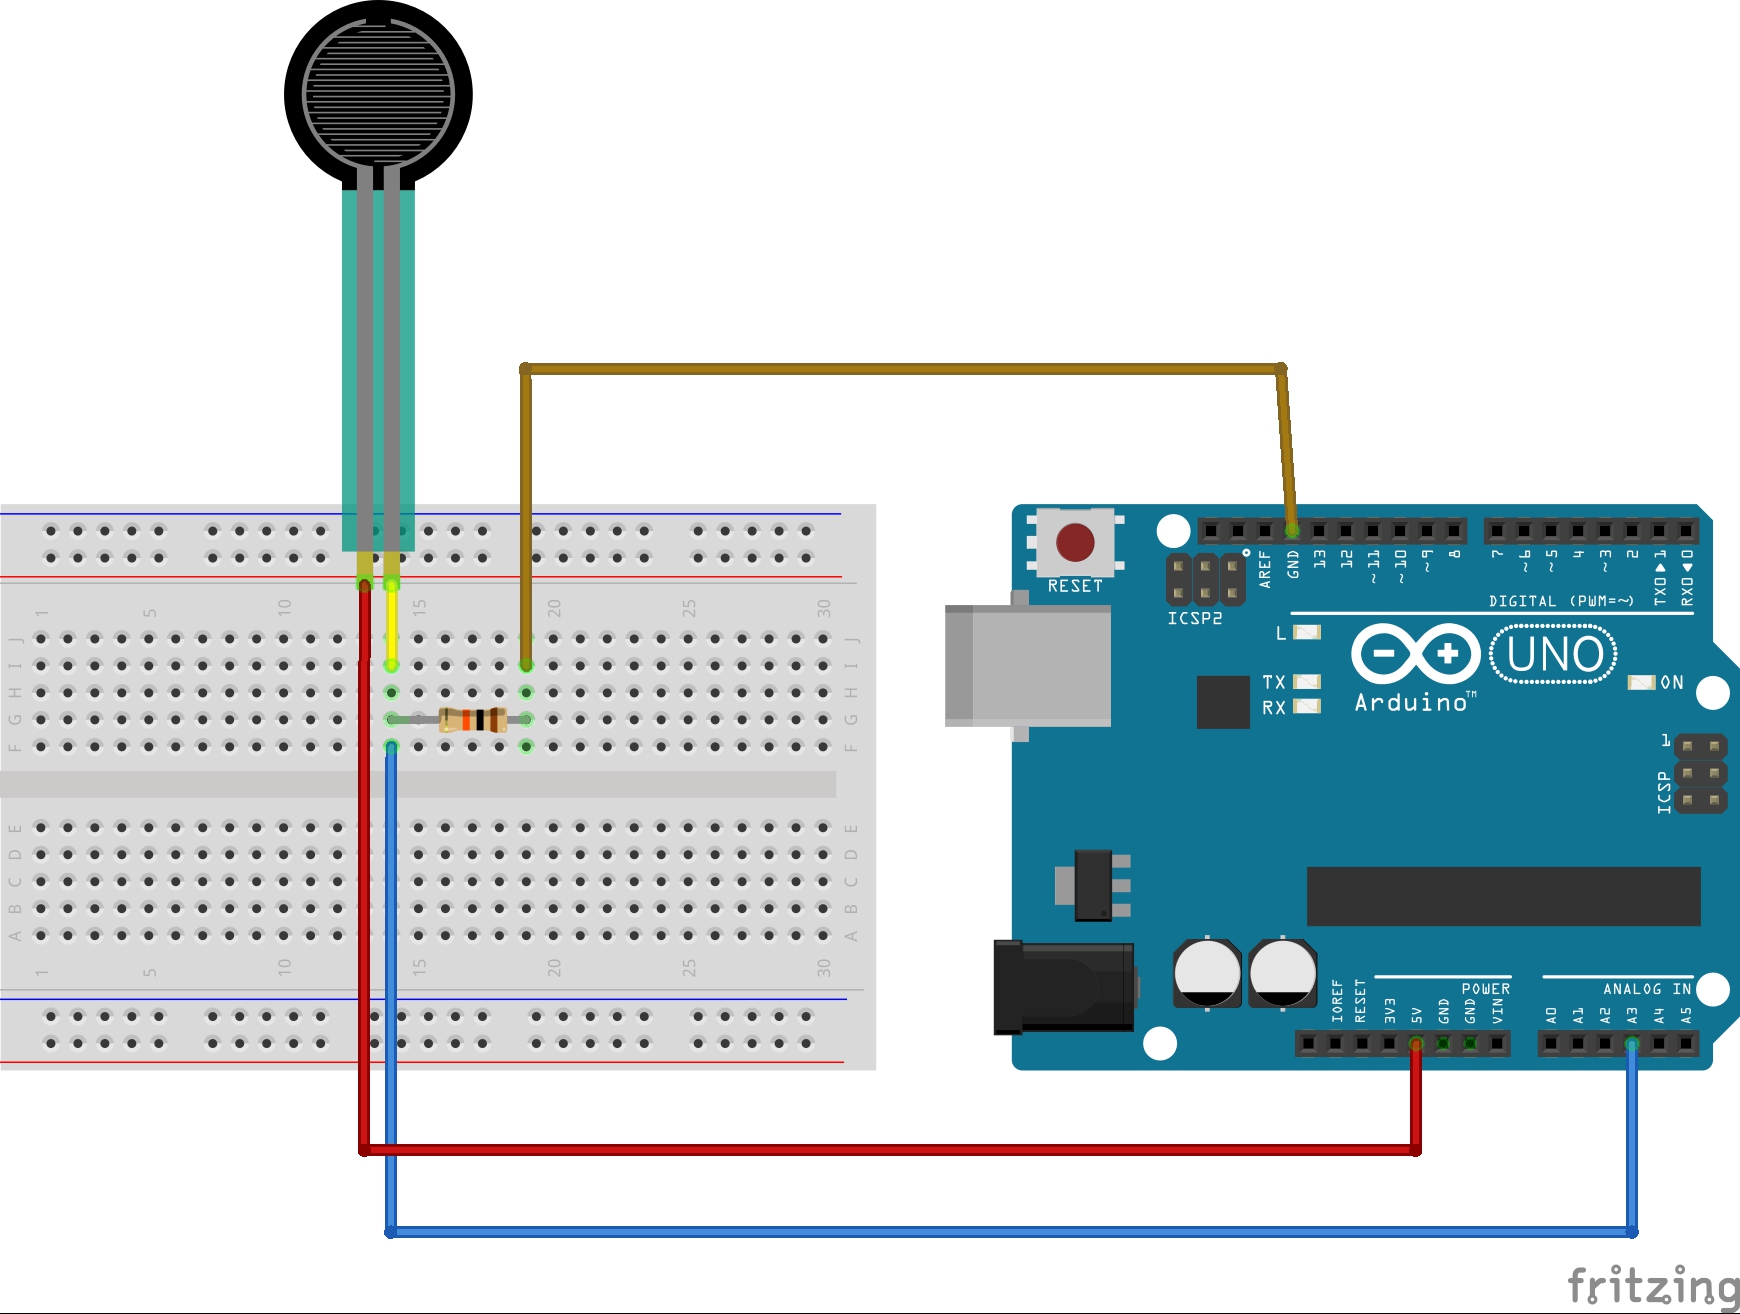 1 5 10 15 20 25 30
J J
I I
H H
G G
F F
E E
D D
C C
B B
A A
1 5 10 15 20 25 30
RESET
ICSP2
AREF
GND
13
12
~11
~10
~9
8
7
~6
~5
4
~3
2
TX0▶1
RX0◀0
DIGITAL (PWM=~)
L
TX
RX
UNO
Arduino™
ON
1
ICSP
POWER
ANALOG IN
IOREF
RESET
3V3
5V
GND
GND
VIN
A0
A1
A2
A3
A4
A5
fritzing